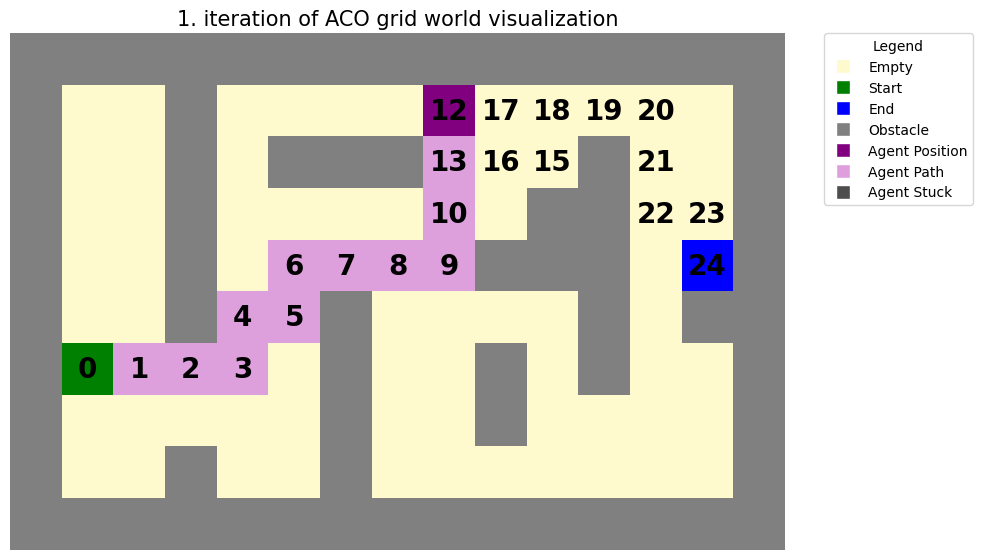 1. iteration of ACO grid world visualization
Legend
Empty
Start
End
Obstacle
Agent Position
Agent Path
Agent Stuck
12 17 18 19 20
13 16 15 21
10 22 23
6 7 8 9 24
4 5
0 1 2 3